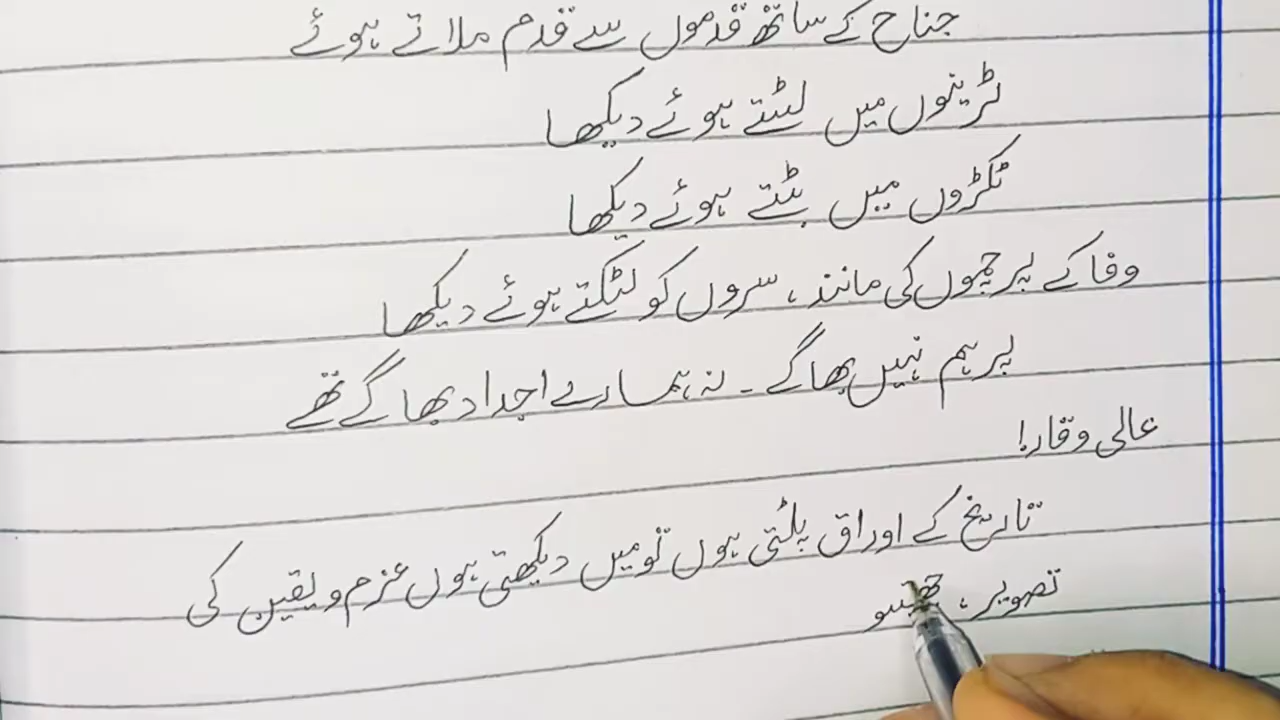 جناح کے ساتھ قدموں سے قدم ملاتے ہوئے
ٹرینوں میں لٹتے ہوئے دیکھا
ٹکڑوں میں بٹتے ہوئے دیکھا
وفا کے پرچموں کی مانند، سروں کو لٹکتے ہوئے دیکھا
پر ہم نہیں بھاگے۔ نہ ہمارے اجداد بھاگے تھے
عالی وقار!
تاریخ کے اوراق پلٹتی ہوں تو میں دیکھتی ہوں عزم و یقین کی
تصویر،